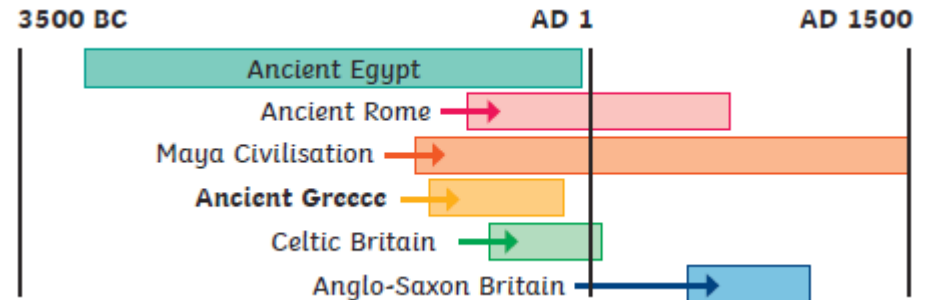 3500 BC AD 1 AD 1500
Ancient Egypt
Ancient Rome
Maya Civilisation
Ancient Greece
Celtic Britain
Anglo-Saxon Britain